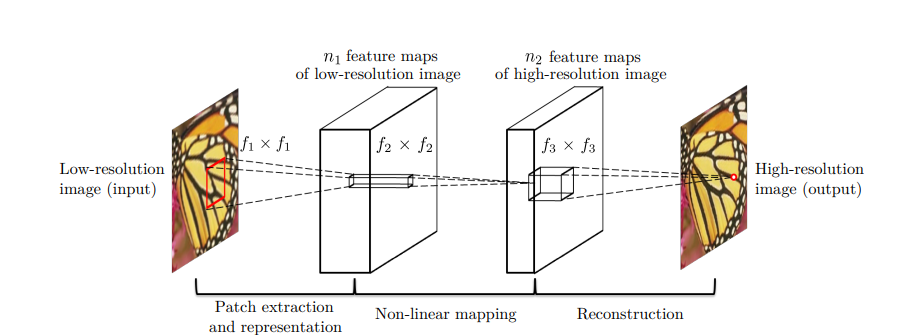 n₁ feature maps
of low-resolution image
n₂ feature maps
of high-resolution image
f₁ × f₁
f₂ × f₂
f₃ × f₃
Low-resolution
image (input)
High-resolution
image (output)
Patch extraction
and representation
Non-linear mapping
Reconstruction